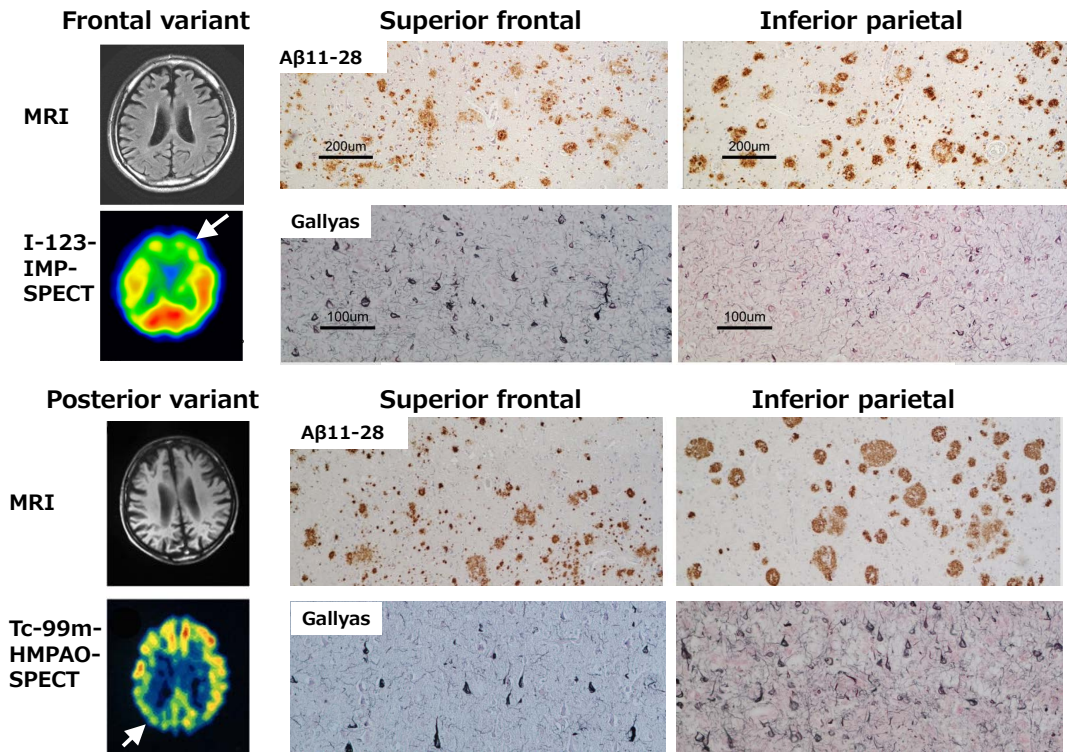 Frontal variant
Superior frontal
Inferior parietal
Aβ11-28
MRI
200um
200um
Gallyas
I-123-
IMP-
SPECT
100um
100um
Posterior variant
Superior frontal
Inferior parietal
Aβ11-28
MRI
Gallyas
Tc-99m-
HMPAO-
SPECT